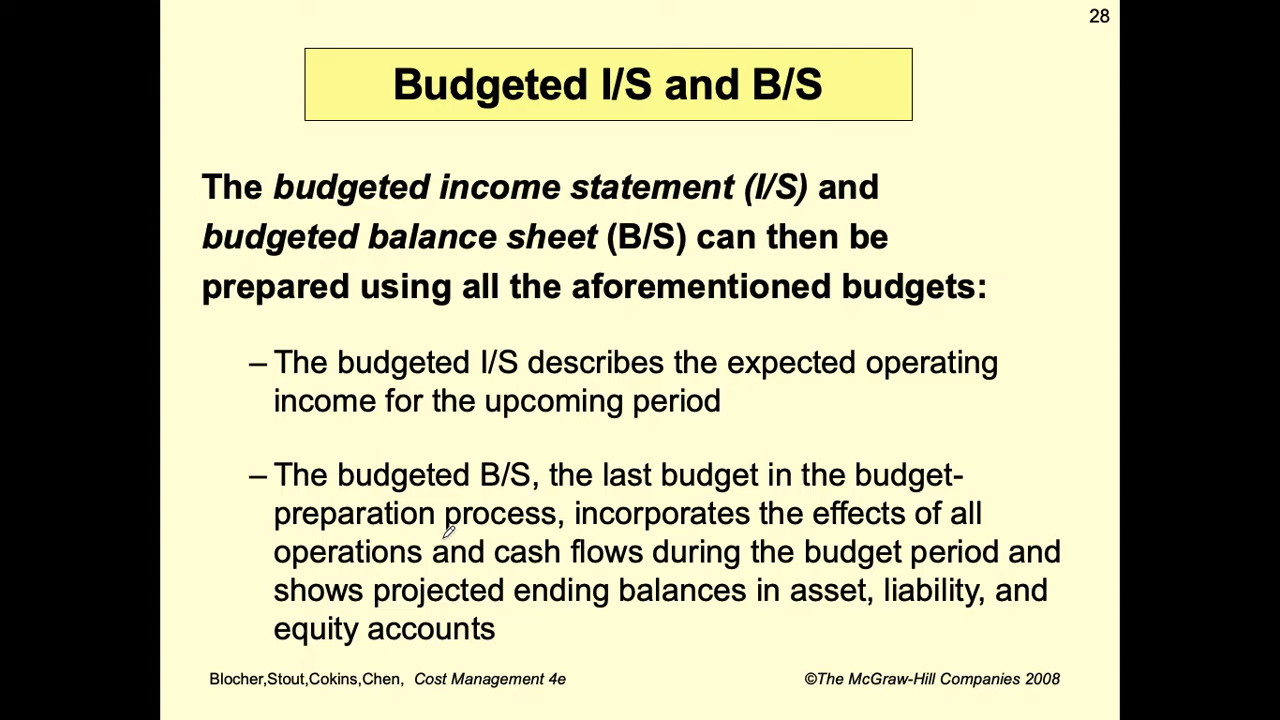 28
Budgeted I/S and B/S
The budgeted income statement (I/S) and
budgeted balance sheet (B/S) can then be
prepared using all the aforementioned budgets:
– The budgeted I/S describes the expected operating
income for the upcoming period
– The budgeted B/S, the last budget in the budget-
preparation process, incorporates the effects of all
operations and cash flows during the budget period and
shows projected ending balances in asset, liability, and
equity accounts
Blocher,Stout,Cokins,Chen, Cost Management 4e ©The McGraw-Hill Companies 2008